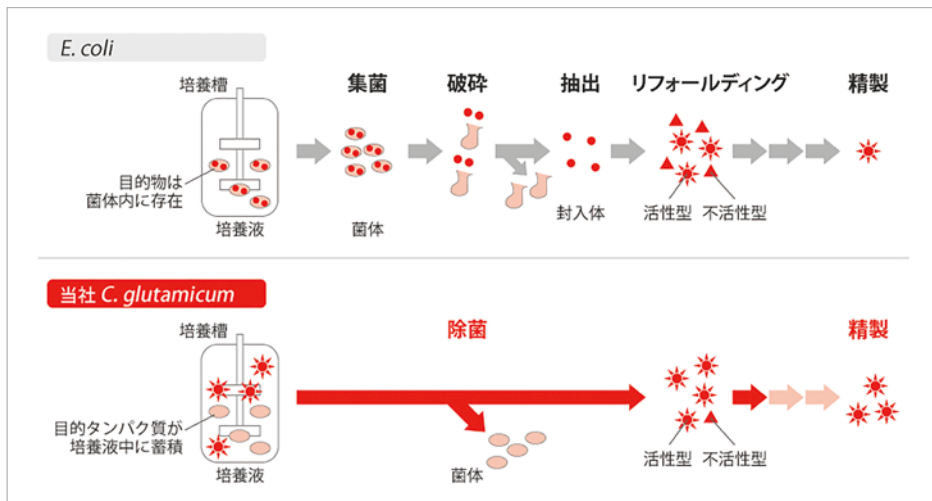 E. coli
培養槽
集菌
破砕
抽出
リフォールディング
精製
目的物は
菌体内に存在
培養液
菌体
封入体
活性型
不活性型
当社 C. glutamicum
培養槽
除菌
精製
目的タンパク質が
培養液中に蓄積
培養液
菌体
活性型
不活性型